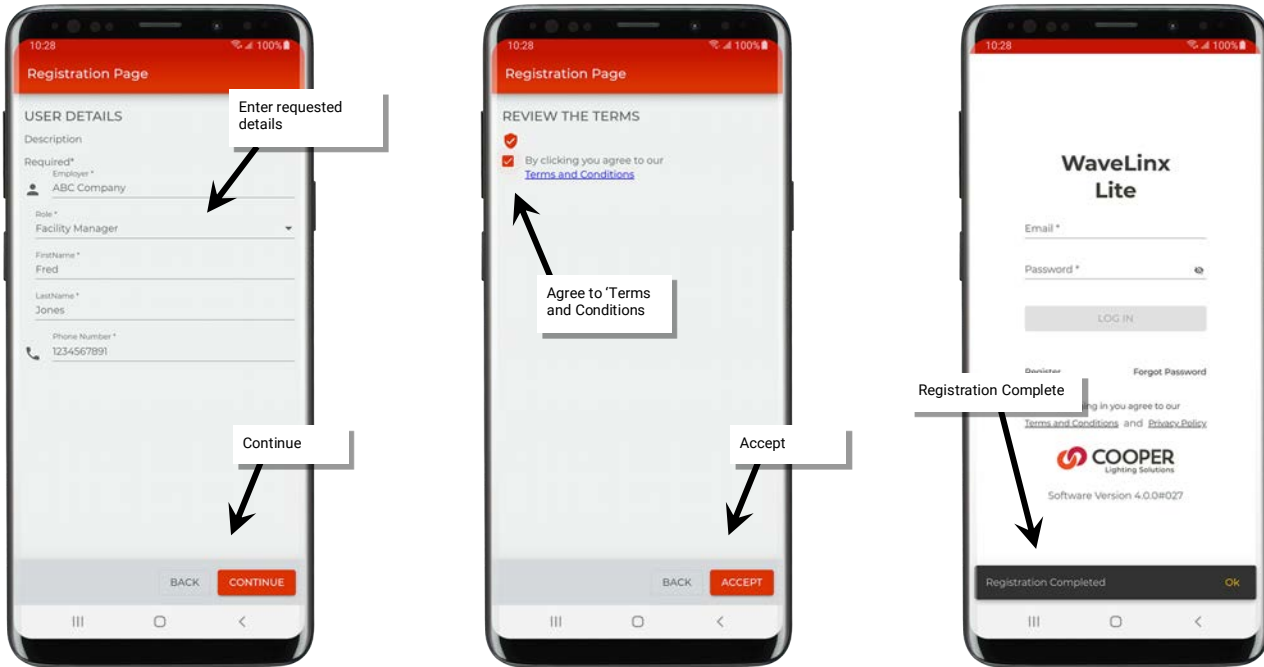 10:28
100%
Registration Page
USER DETAILS
Description
Required*
Employer *
ABC Company
Role *
Facility Manager
FirstName *
Fred
LastName *
Jones
Phone Number *
1234567891
BACK
CONTINUE
Enter requested
details
Continue
10:28
100%
Registration Page
REVIEW THE TERMS
By clicking you agree to our
Terms and Conditions
Agree to ‘Terms
and Conditions
Accept
BACK
ACCEPT
10:28
100%
WaveLinx
Lite
Email *
Password *
LOG IN
Register
Forgot Password
Registration Complete
in you agree to our
Terms and Conditions and Privacy Policy
COOPER
Lighting Solutions
Software Version 4.0.0#027
Registration Completed
Ok